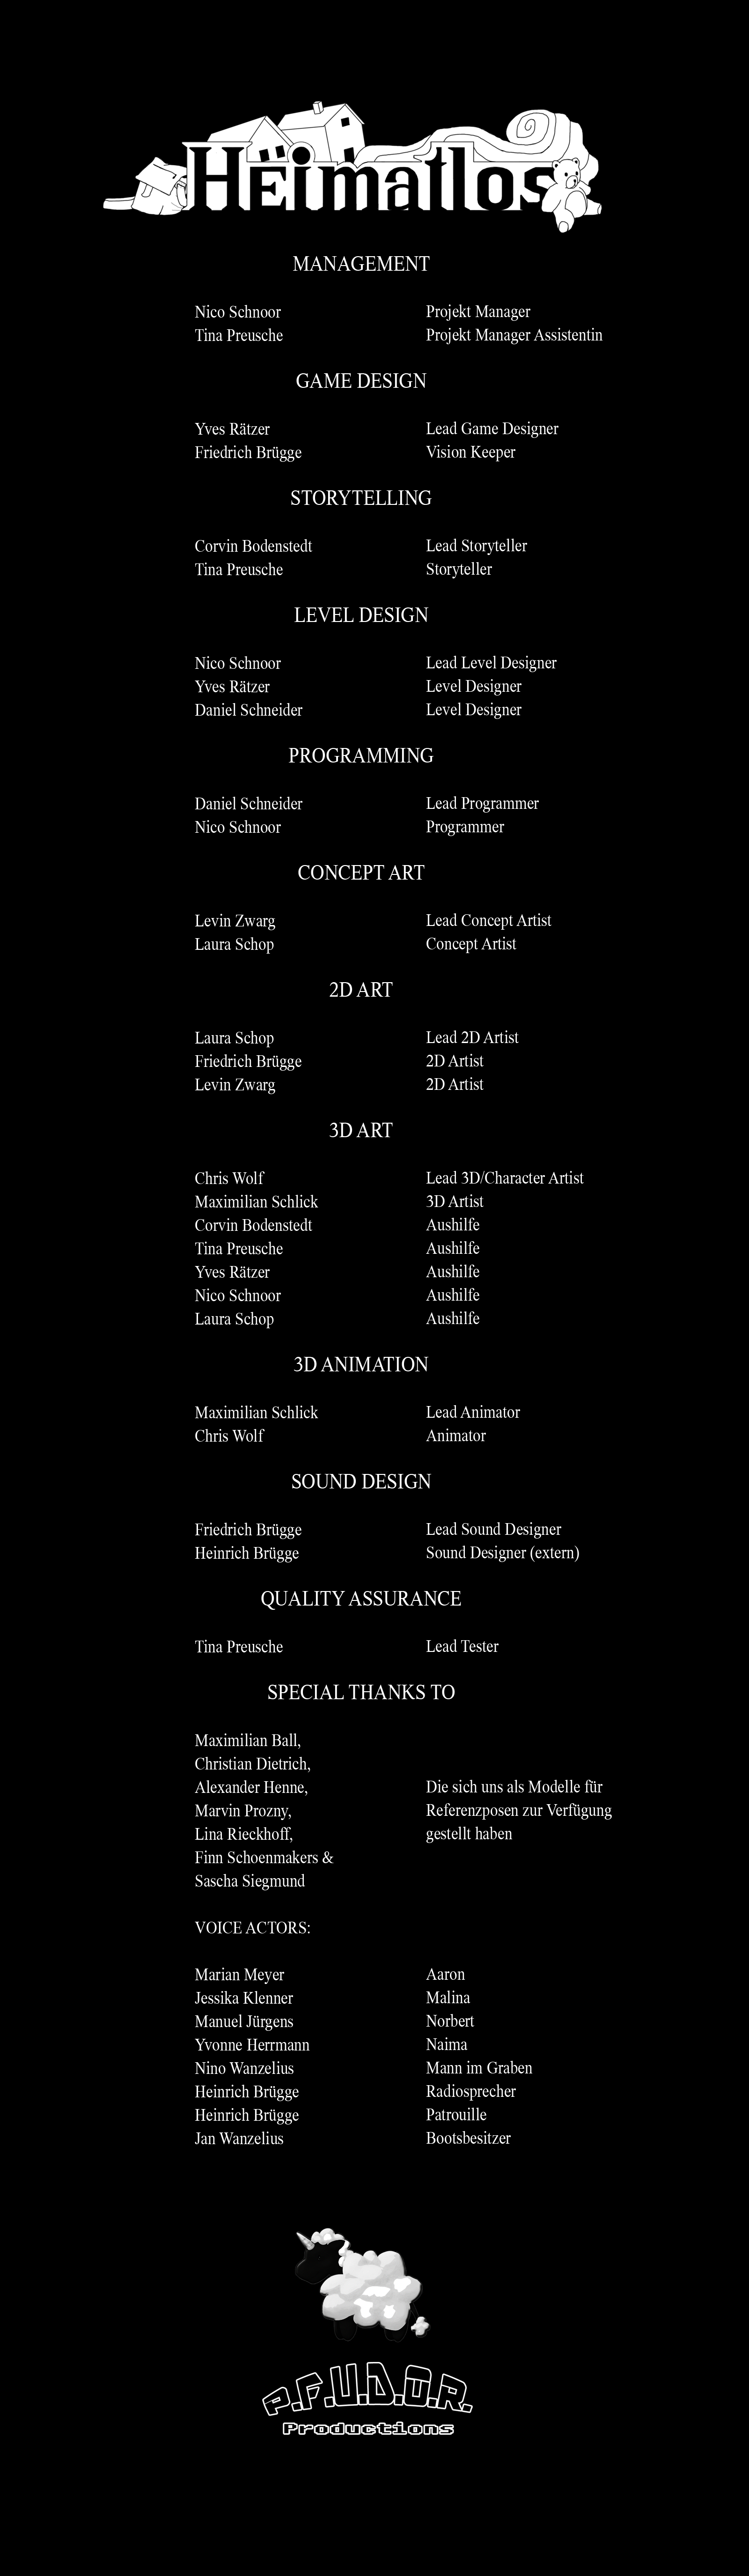 Heimatlos
MANAGEMENT
Nico Schnoor Projekt Manager
Tina Preusche Projekt Manager Assistentin
GAME DESIGN
Yves Rätzer Lead Game Designer
Friedrich Brügge Vision Keeper
STORYTELLING
Corvin Bodenstedt Lead Storyteller
Tina Preusche Storyteller
LEVEL DESIGN
Nico Schnoor Lead Level Designer
Yves Rätzer Level Designer
Daniel Schneider Level Designer
PROGRAMMING
Daniel Schneider Lead Programmer
Nico Schnoor Programmer
CONCEPT ART
Levin Zwarg Lead Concept Artist
Laura Schop Concept Artist
2D ART
Laura Schop Lead 2D Artist
Friedrich Brügge 2D Artist
Levin Zwarg 2D Artist
3D ART
Chris Wolf Lead 3D/Character Artist
Maximilian Schlick 3D Artist
Corvin Bodenstedt Aushilfe
Tina Preusche Aushilfe
Yves Rätzer Aushilfe
Nico Schnoor Aushilfe
Laura Schop Aushilfe
3D ANIMATION
Maximilian Schlick Lead Animator
Chris Wolf Animator
SOUND DESIGN
Friedrich Brügge Lead Sound Designer
Heinrich Brügge Sound Designer (extern)
QUALITY ASSURANCE
Tina Preusche Lead Tester
SPECIAL THANKS TO
Maximilian Ball,
Christian Dietrich,
Alexander Henne,
Marvin Prozny,
Lina Rieckhoff,
Finn Schoenmakers &
Sascha Siegmund
Die sich uns als Modelle für
Referenzposen zur Verfügung
gestellt haben
VOICE ACTORS:
Marian Meyer Aaron
Jessika Klenner Malina
Manuel Jürgens Norbert
Yvonne Herrmann Naima
Nino Wanzelius Mann im Graben
Heinrich Brügge Radiosprecher
Heinrich Brügge Patrouille
Jan Wanzelius Bootsbesitzer
P.F.U.D.O.R.
Productions